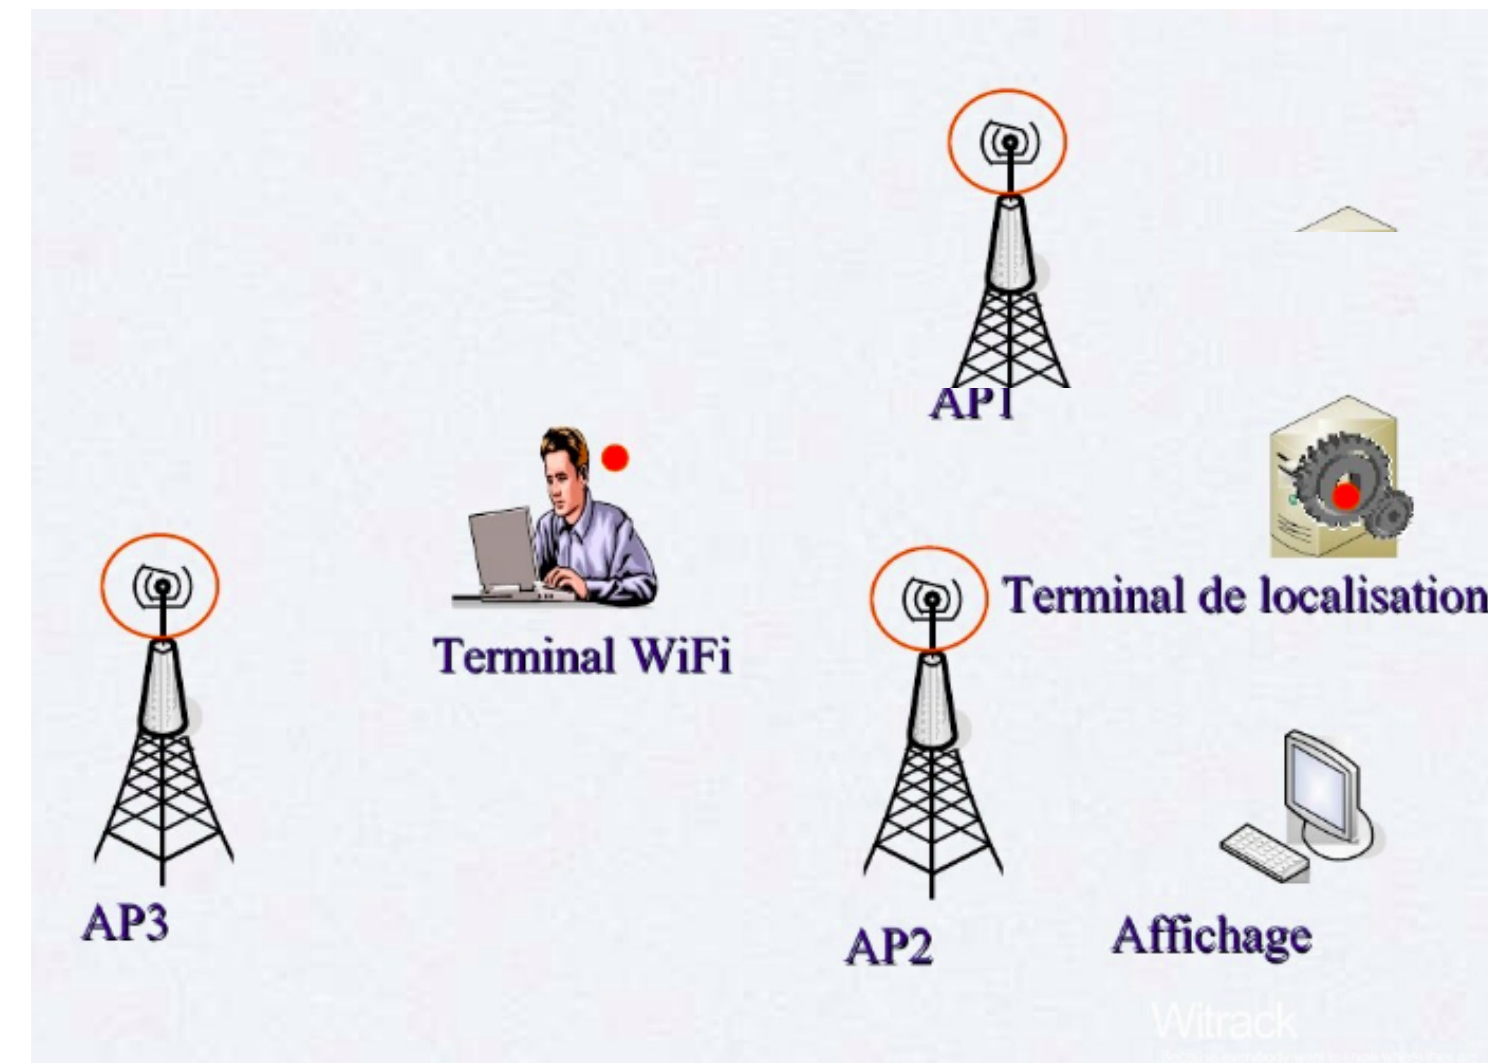 AP1
Terminal de localisation
Terminal WiFi
AP3
AP2
Affichage
Witrack